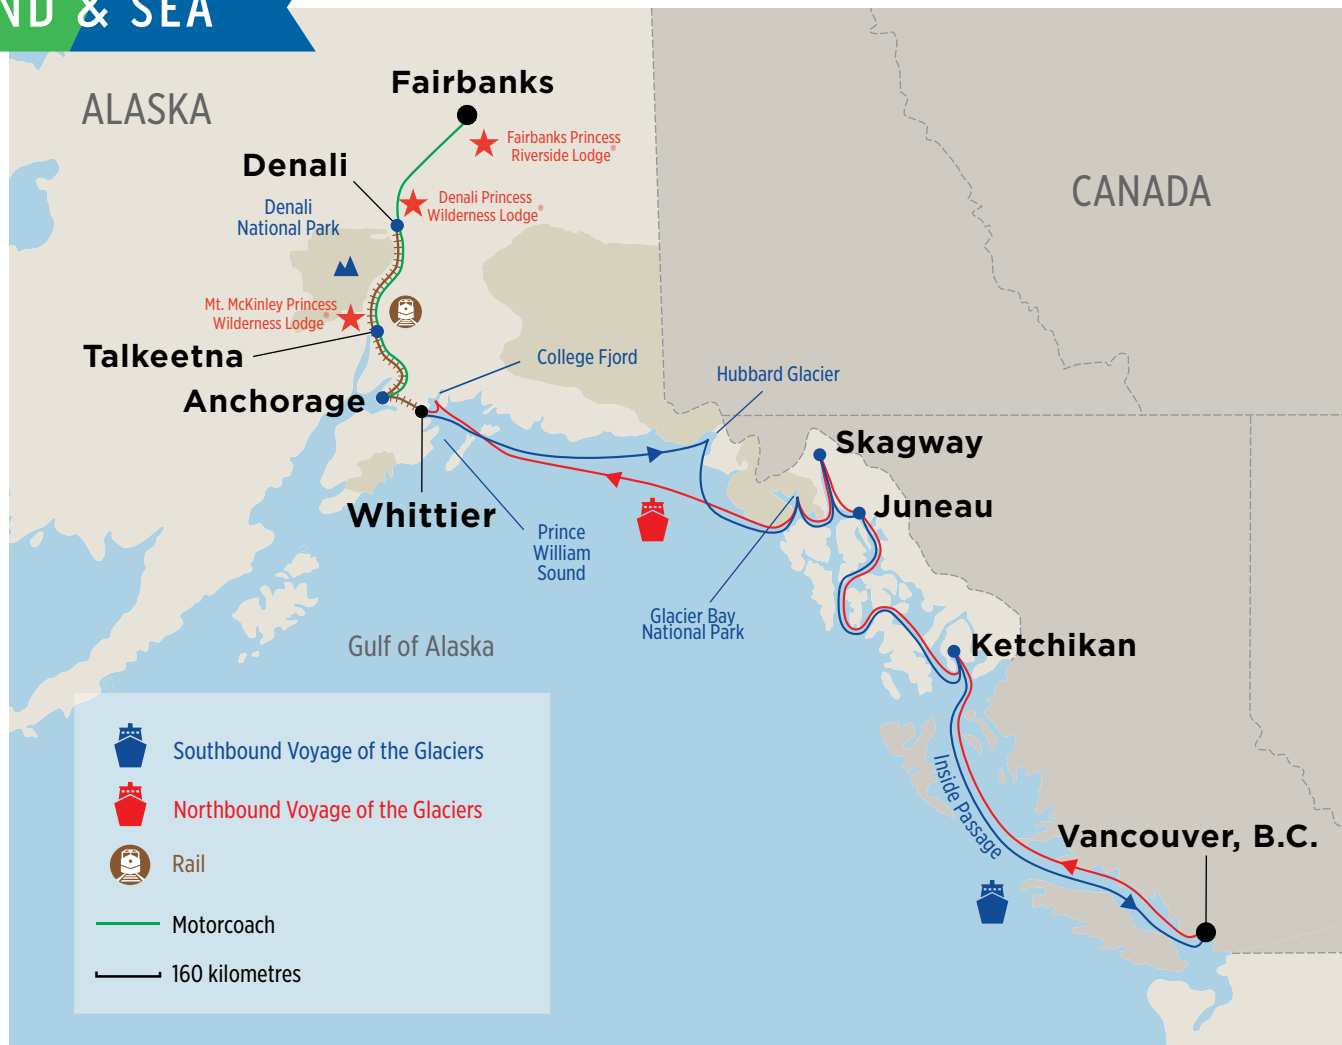 & SEA
ALASKA
Fairbanks
Fairbanks Princess
Riverside Lodge®
Denali
Denali Princess
Wilderness Lodge®
Denali
National Park
CANADA
Mt. McKinley Princess
Wilderness Lodge®
Talkeetna
College Fjord
Hubbard Glacier
Anchorage
Skagway
Whittier
Juneau
Prince
William
Sound
Glacier Bay
National Park
Gulf of Alaska
Ketchikan
Southbound Voyage of the Glaciers
Northbound Voyage of the Glaciers
Rail
Motorcoach
160 kilometres
Inside Passage
Vancouver, B.C.